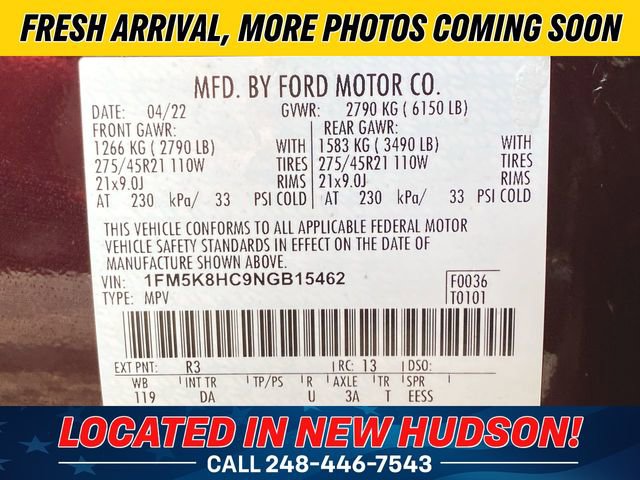 FRESH ARRIVAL, MORE PHOTOS COMING SOON
MFD. BY FORD MOTOR CO.
DATE: 04/22 GVWR: 2790 KG ( 6150 LB)
FRONT GAWR: REAR GAWR:
1266 KG ( 2790 LB) WITH 1583 KG ( 3490 LB) WITH
275/45R21 110W TIRES 275/45R21 110W TIRES
21x9.0J RIMS 21x9.0J RIMS
AT 230 kPa/ 33 PSI COLD AT 230 kPa/ 33 PSI COLD
THIS VEHICLE CONFORMS TO ALL APPLICABLE FEDERAL MOTOR
VEHICLE SAFETY STANDARDS IN EFFECT ON THE DATE OF
MANUFACTURE SHOWN ABOVE.
VIN: 1FM5K8HC9NGB15462 F0036
TYPE: MPV T0101
EXT PNT: R3 RC: 13 DSO:
WB INT TR TP/PS R AXLE TR SPR
119 DA U 3A T EESS
LOCATED IN NEW HUDSON!
CALL 248-446-7543